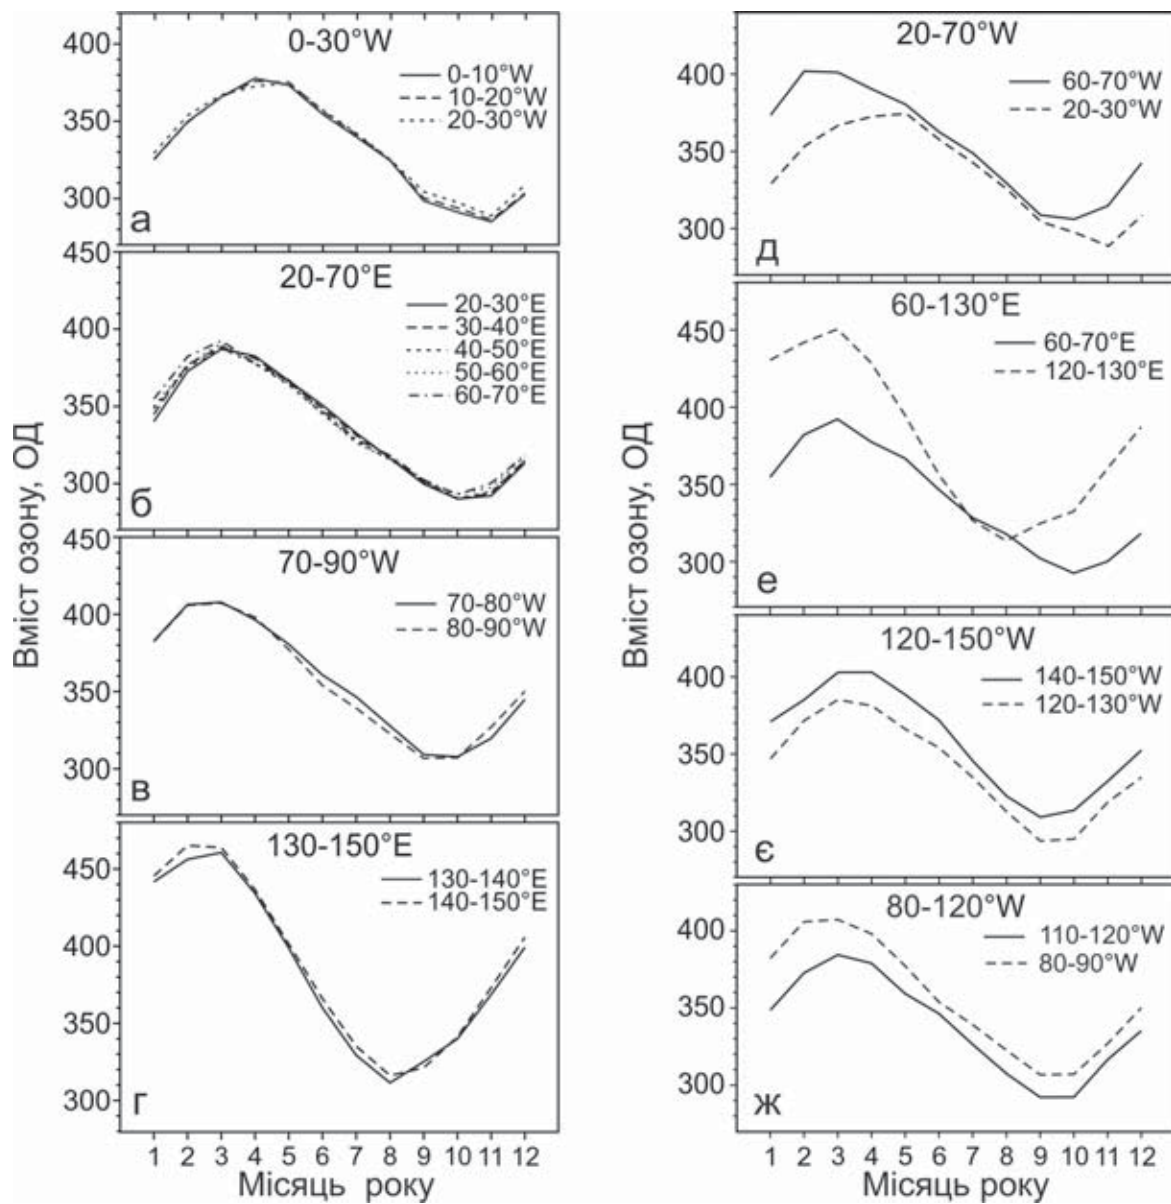 400
350
300
0-30°W
0-10°W
10-20°W
20-30°W
а
450
400
350
300
20-70°E
20-30°E
30-40°E
40-50°E
50-60°E
60-70°E
б
450
400
350
300
70-90°W
70-80°W
80-90°W
в
450
400
350
300
130-150°E
130-140°E
140-150°E
г
1 2 3 4 5 6 7 8 9 10 11 12
Місяць року
Вміст озону, ОД
400
350
300
20-70°W
60-70°W
20-30°W
д
450
400
350
300
60-130°E
60-70°E
120-130°E
е
400
350
300
120-150°W
140-150°W
120-130°W
є
400
350
300
80-120°W
110-120°W
80-90°W
ж
1 2 3 4 5 6 7 8 9 10 11 12
Місяць року
Вміст озону, ОД